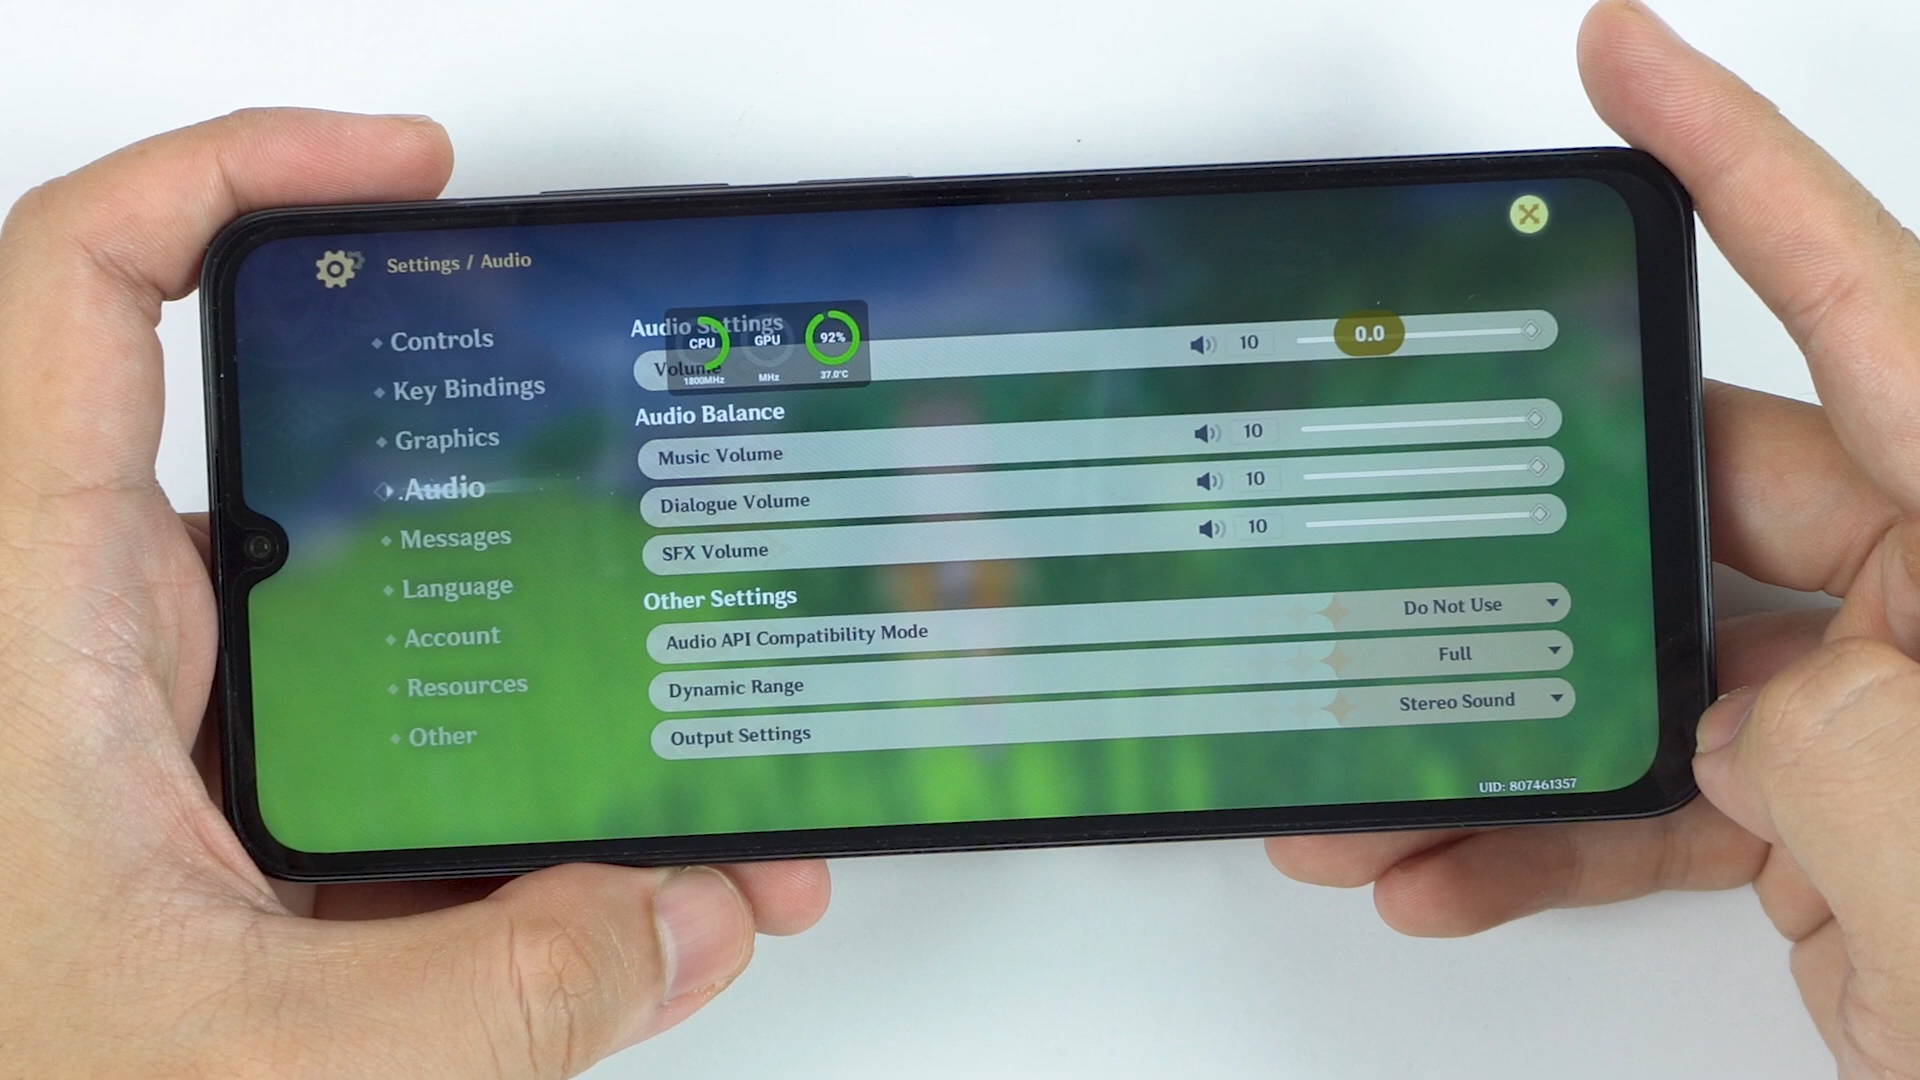 Settings / Audio
Controls
Key Bindings
Graphics
Audio
Messages
Language
Account
Resources
Other
Audio Settings
CPU
GPU
92%
1800MHz
MHz
37.0°C
Volume
10
0.0
Audio Balance
Music Volume
10
Dialogue Volume
10
SFX Volume
10
Other Settings
Audio API Compatibility Mode
Do Not Use
Dynamic Range
Full
Output Settings
Stereo Sound
UID: 807461357